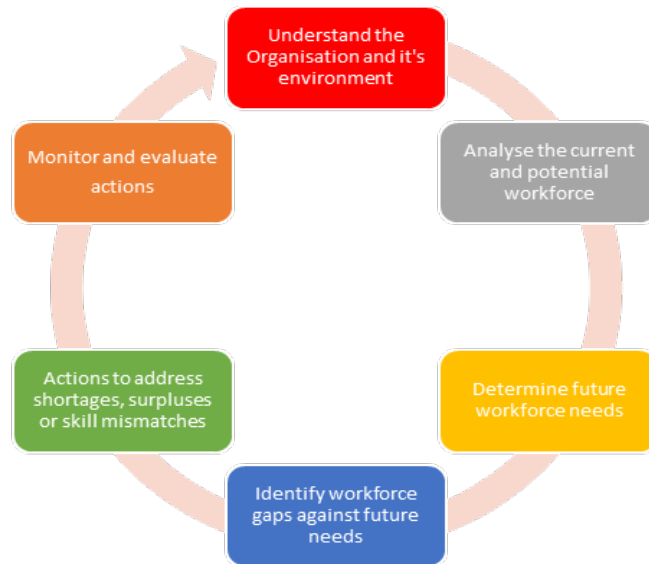 Understand the
Organisation and it's
environment
Analyse the current
and potential
workforce
Determine future
workforce needs
Identify workforce
gaps against future
needs
Actions to address
shortages, surpluses
or skill mismatches
Monitor and evaluate
actions